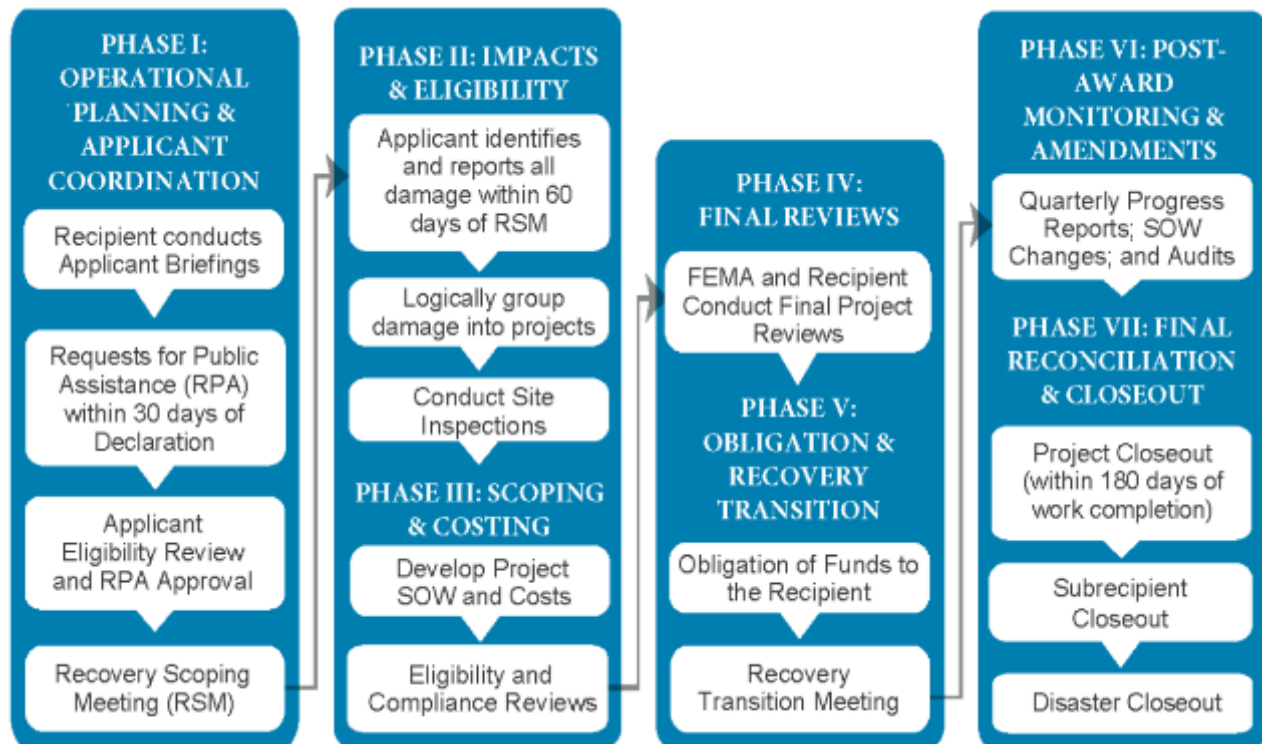 PHASE I:
OPERATIONAL
PLANNING &
APPLICANT
COORDINATION
Recipient conducts
Applicant Briefings
Requests for Public
Assistance (RPA)
within 30 days of
Declaration
Applicant
Eligibility Review
and RPA Approval
Recovery Scoping
Meeting (RSM)
PHASE II: IMPACTS
& ELIGIBILITY
Applicant identifies
and reports all
damage within 60
days of RSM
Logically group
damage into projects
Conduct Site
Inspections
PHASE III: SCOPING
& COSTING
Develop Project
SOW and Costs
Eligibility and
Compliance Reviews
PHASE IV:
FINAL REVIEWS
FEMA and Recipient
Conduct Final Project
Reviews
PHASE V:
OBLIGATION &
RECOVERY
TRANSITION
Obligation of Funds to
the Recipient
Recovery
Transition Meeting
PHASE VI: POST-
AWARD
MONITORING &
AMENDMENTS
Quarterly Progress
Reports; SOW
Changes; and Audits
PHASE VII: FINAL
RECONCILIATION
& CLOSEOUT
Project Closeout
(within 180 days of
work completion)
Subrecipient
Closeout
Disaster Closeout